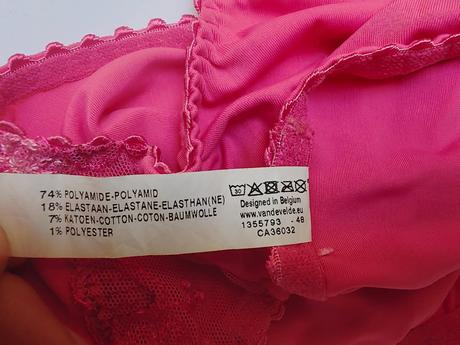 74% POLYAMIDE-POLYAMID
18% ELASTAAN-ELASTANE-ELASTHAN(NE)
7% KATOEN-COTTON-COTON-BAUMWOLLE
1% POLYESTER
30
Designed in Belgium
www.vandevelde.eu
1355793 - 48
CA36032